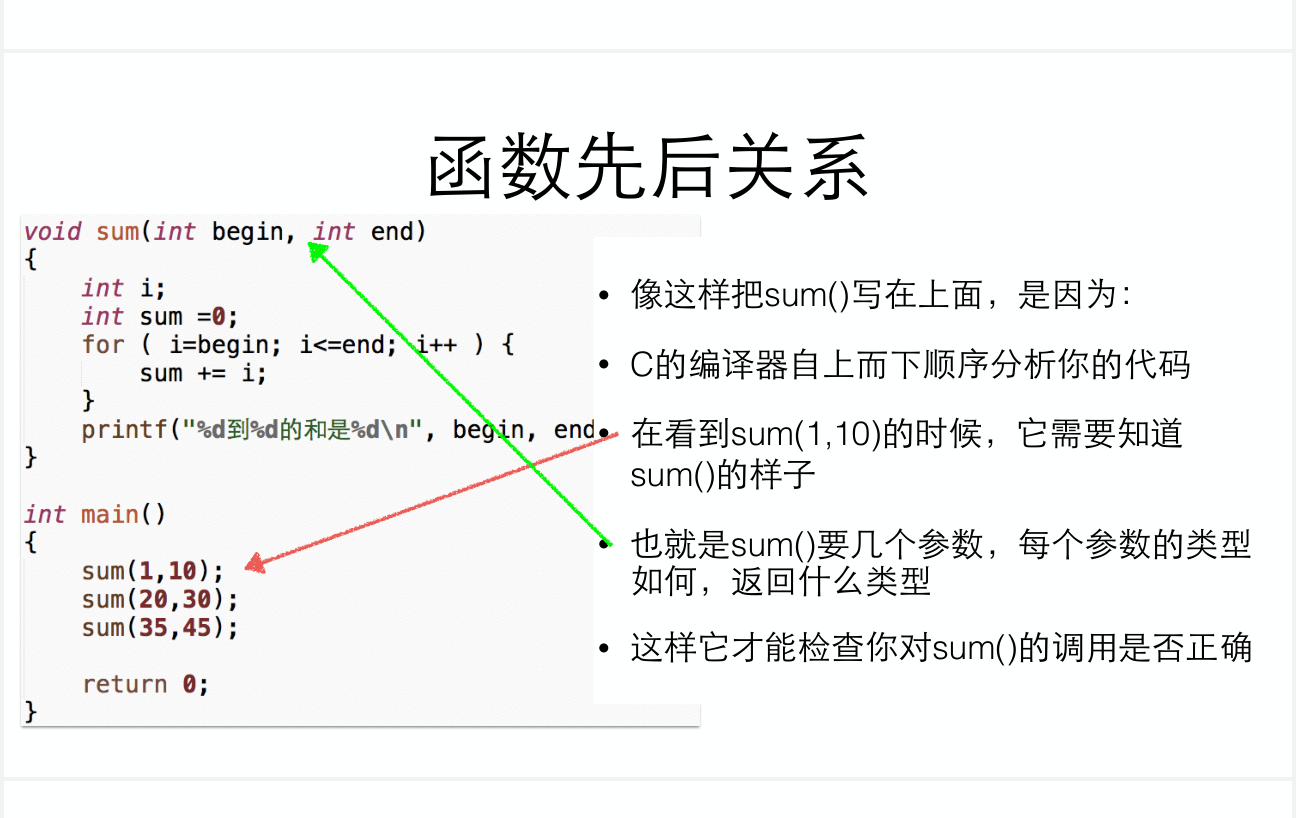 函数先后关系
void sum(int begin, int end)
{
    int i;
    int sum =0;
    for ( i=begin; i<=end; i++ ) {
        sum += i;
    }
    printf("%d到%d的和是%d\n", begin, end
}
int main()
{
    sum(1,10);
    sum(20,30);
    sum(35,45);
    return 0;
}
• 像这样把sum()写在上面，是因为：
• C的编译器自上而下顺序分析你的代码
• 在看到sum(1,10)的时候，它需要知道
sum()的样子
• 也就是sum()要几个参数，每个参数的类型
如何，返回什么类型
• 这样它才能检查你对sum()的调用是否正确